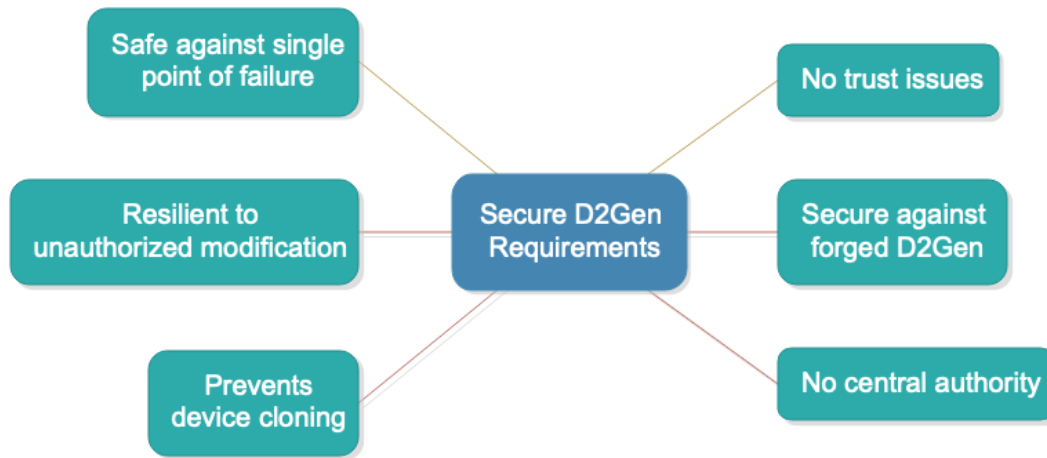 Safe against single
point of failure
No trust issues
Resilient to
unauthorized modification
Secure D2Gen
Requirements
Secure against
forged D2Gen
Prevents
device cloning
No central authority